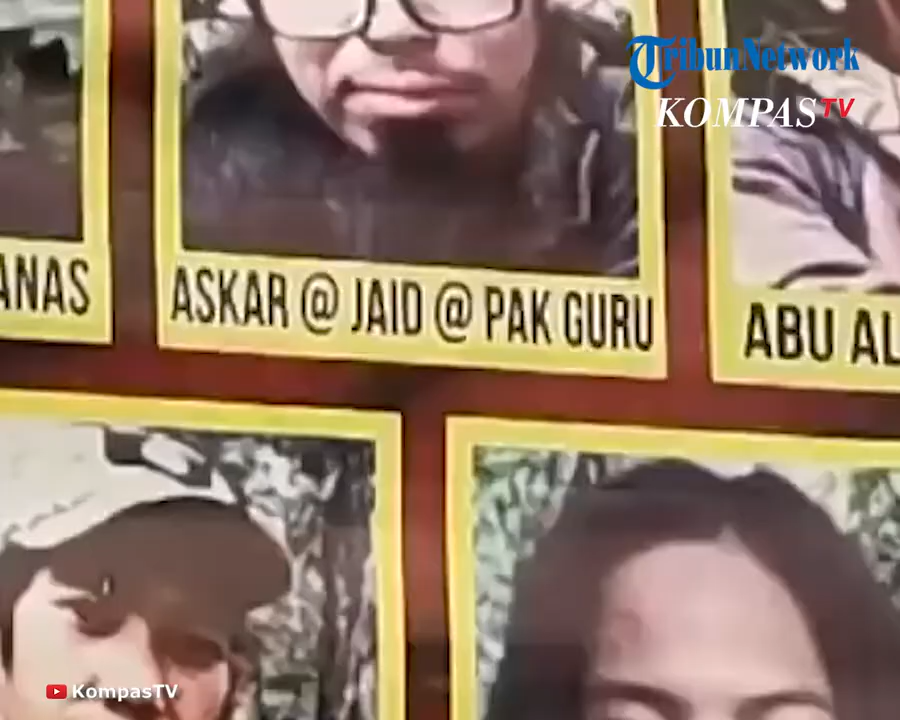 TribunNetwork
KOMPASTV
ANAS
ASKAR @ JAID @ PAK GURU
ABU AL
KompasTV